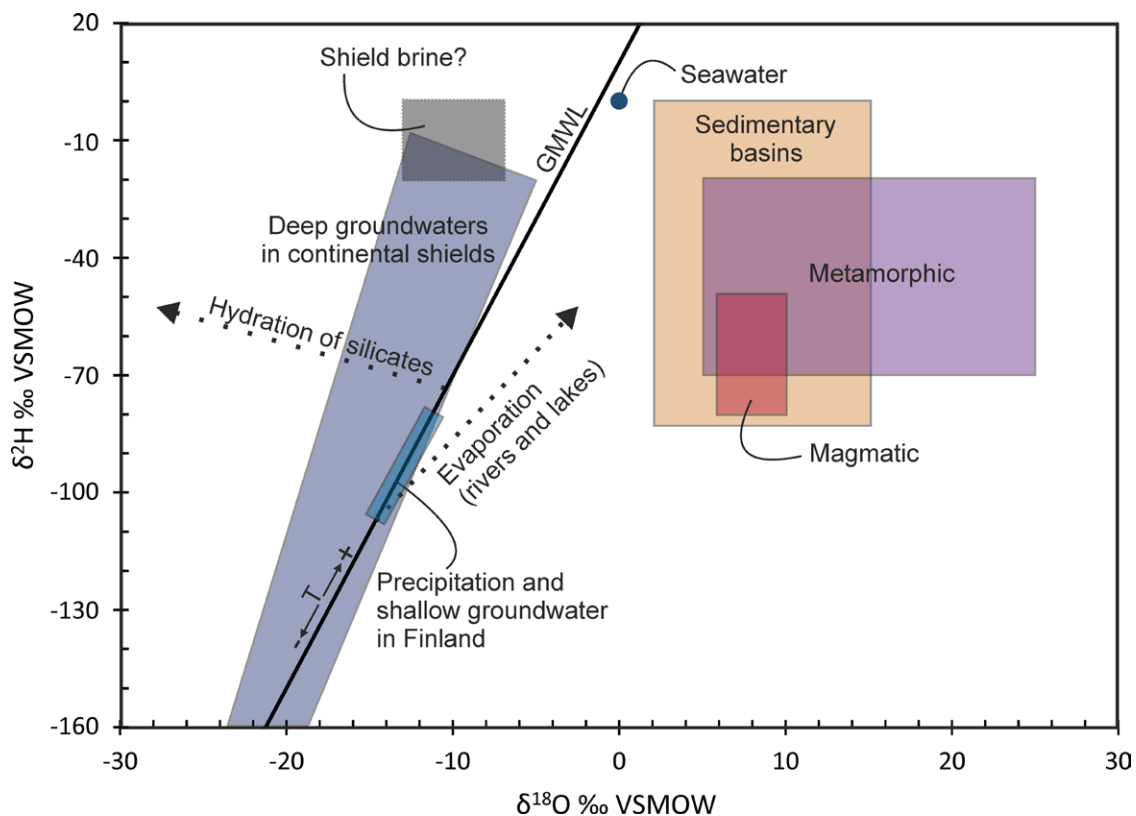 20
-10
-40
-70
-100
-130
-160
δ²H ‰ VSMOW
Shield brine?
Seawater
GMWL
Sedimentary
basins
Deep groundwaters
in continental shields
Metamorphic
Hydration of silicates
Evaporation
(rivers and lakes)
Magmatic
- T +
Precipitation and
shallow groundwater
in Finland
-30
-20
-10
0
10
20
30
δ¹⁸O ‰ VSMOW